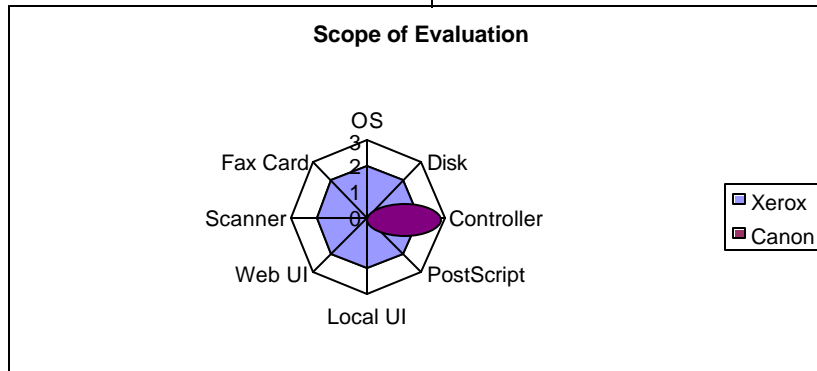 Scope of Evaluation
OS
3
Fax Card
2
Disk
1
Scanner
0
Controller
Xerox
Canon
Web UI
PostScript
Local UI